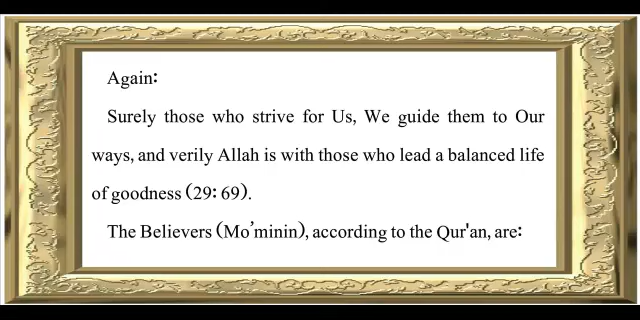 Again:
Surely those who strive for Us, We guide them to Our
ways, and verily Allah is with those who lead a balanced life
of goodness (29: 69).
The Believers (Mo’minin), according to the Qur'an, are: